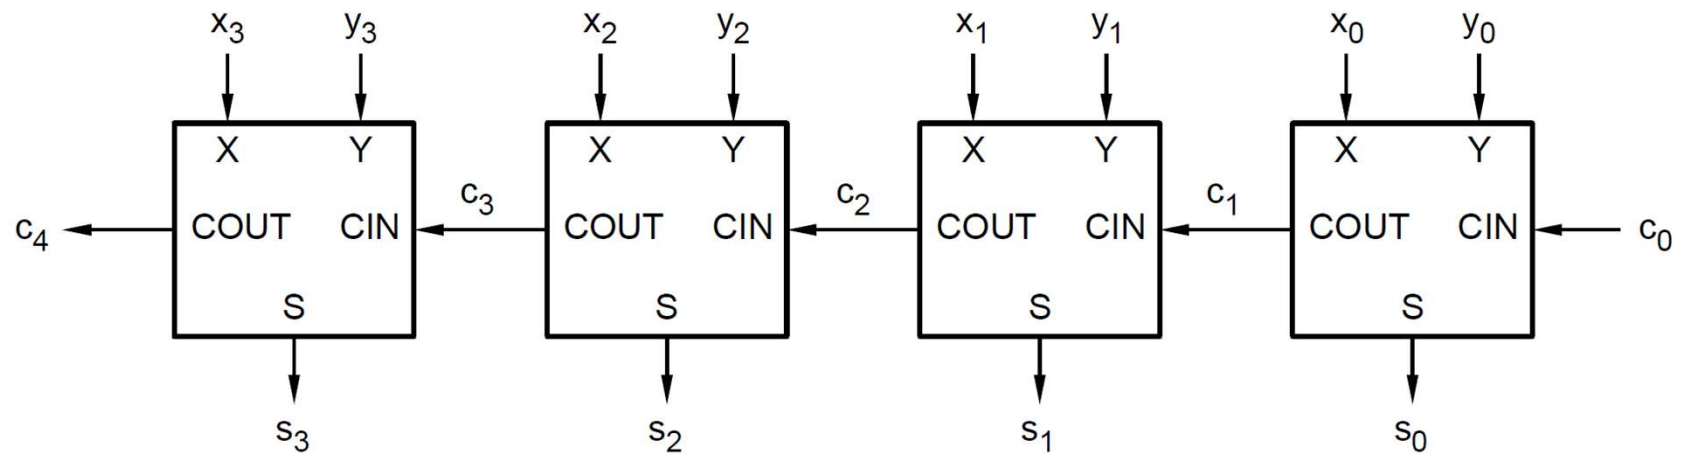 x₃ y₃ x₂ y₂ x₁ y₁ x₀ y₀
X Y X Y X Y X Y
c₄ COUT CIN c₃ COUT CIN c₂ COUT CIN c₁ COUT CIN c₀
S S S S
s₃ s₂ s₁ s₀